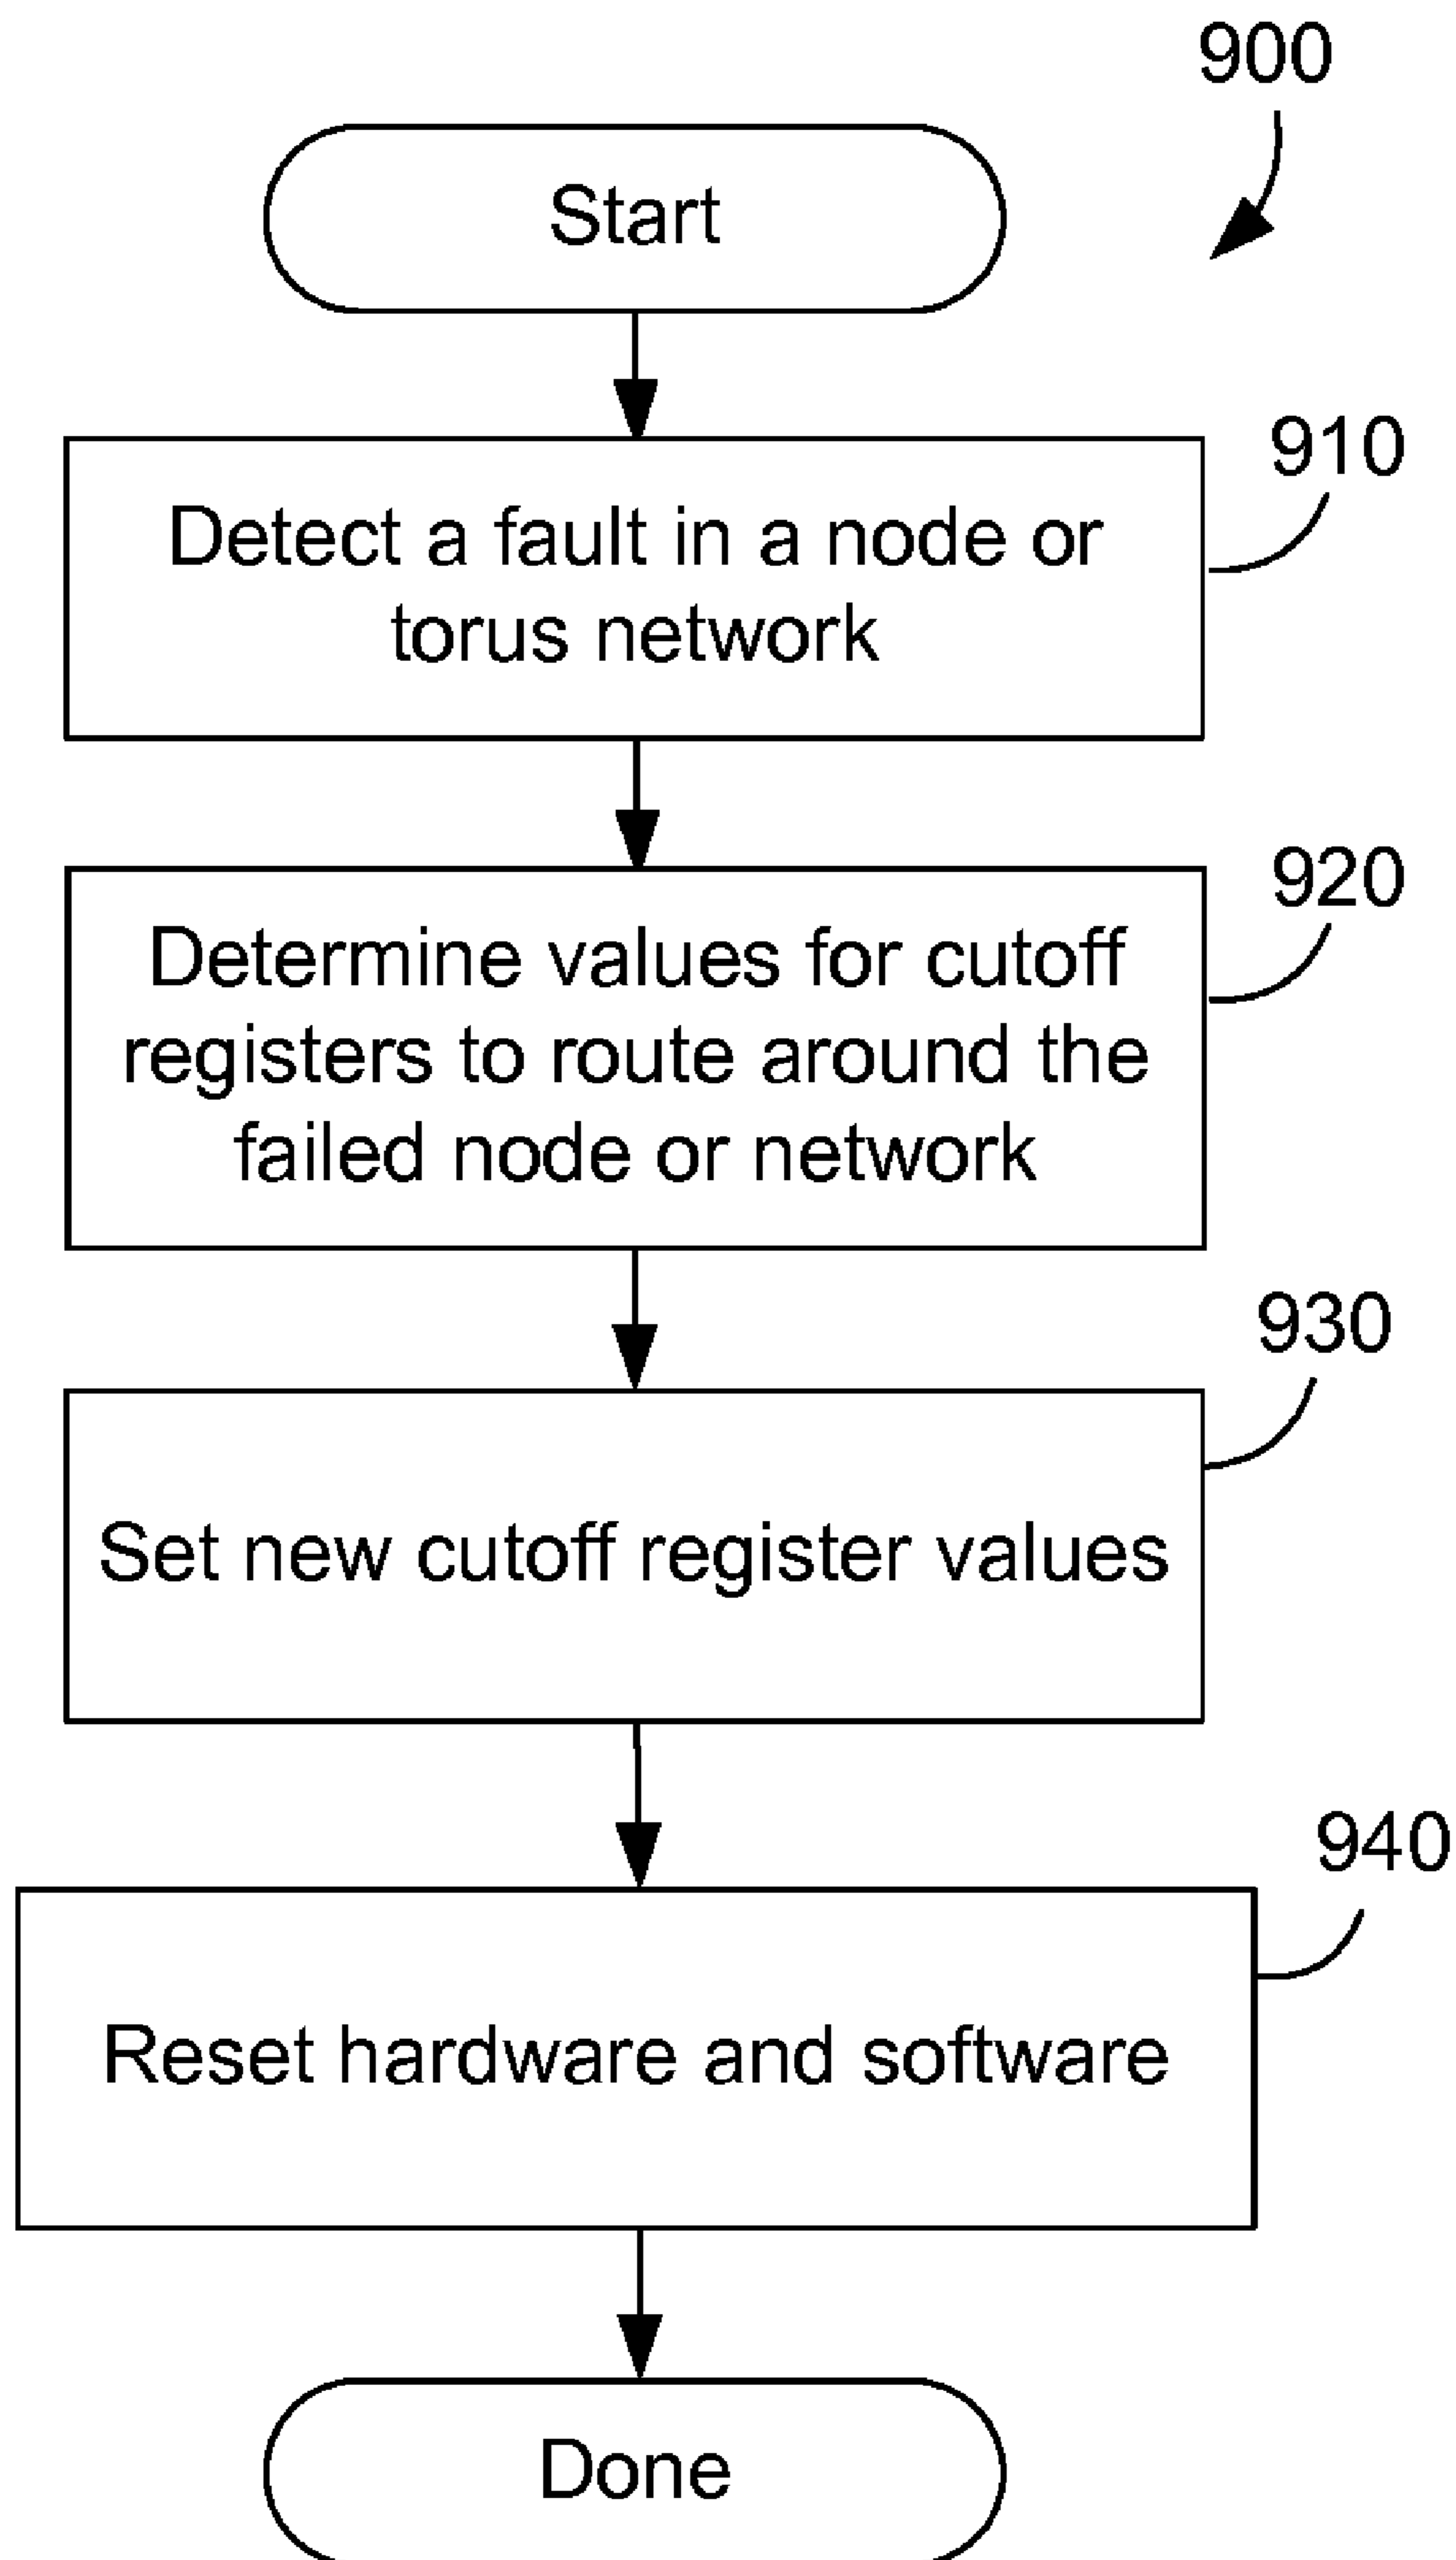 900
Start
910
Detect a fault in a node or
torus network
920
Determine values for cutoff
registers to route around the
failed node or network
930
Set new cutoff register values
940
Reset hardware and software
Done